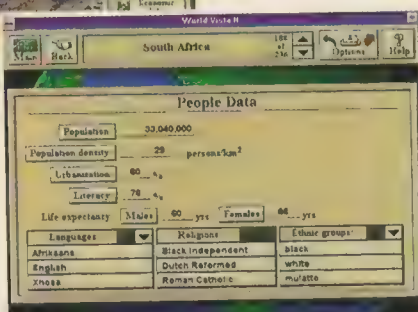 Economic
World Vista II
Main Back South Africa of Options Help
People Data
Population 33,040,000
Population density 29 persons/km²
Urbanization 60 %
Literacy 76 %
Life expectancy Males 60 yrs Females 66 yrs
Languages Religions Ethnic groups
Afrikaans Black Independent black
English Dutch Reformed white
Xhosa Roman Catholic mulatto